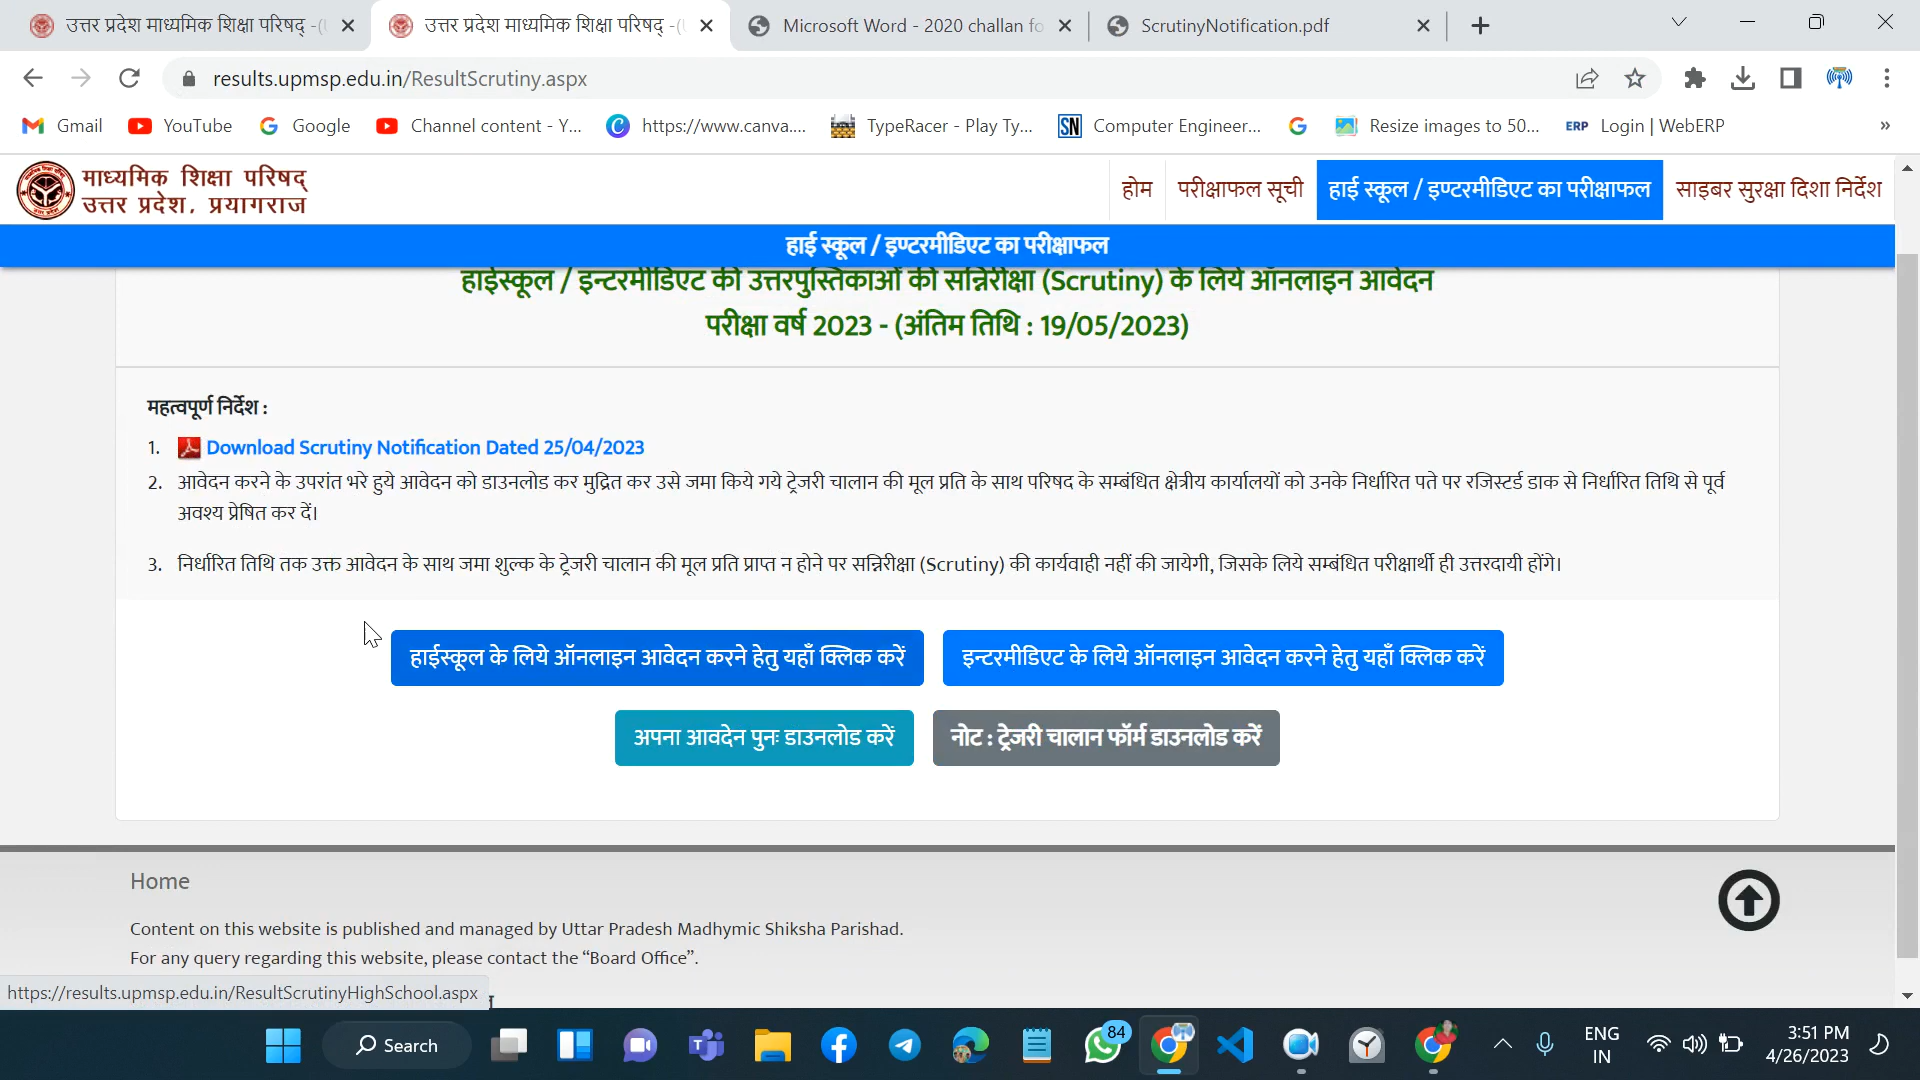 उत्तर प्रदेश माध्यमिक शिक्षा परिषद् -(
उत्तर प्रदेश माध्यमिक शिक्षा परिषद् -(
Microsoft Word - 2020 challan fo
ScrutinyNotification.pdf
results.upmsp.edu.in/ResultScrutiny.aspx
Gmail
YouTube
Google
Channel content - Y...
https://www.canva....
TypeRacer - Play Ty...
SN
Computer Engineer...
Resize images to 50...
ERP
Login | WebERP
»
माध्यमिक शिक्षा परिषद्
उत्तर प्रदेश, प्रयागराज
होम
परीक्षाफल सूची
हाई स्कूल / इण्टरमीडिएट का परीक्षाफल
साइबर सुरक्षा दिशा निर्देश
हाई स्कूल / इण्टरमीडिएट का परीक्षाफल
हाईस्कूल / इन्टरमीडिएट की उत्तरपुस्तिकाओं की सन्निरीक्षा (Scrutiny) के लिये ऑनलाइन आवेदन
परीक्षा वर्ष 2023 - (अंतिम तिथि : 19/05/2023)
महत्वपूर्ण निर्देश :
1. Download Scrutiny Notification Dated 25/04/2023
2. आवेदन करने के उपरांत भरे हुये आवेदन को डाउनलोड कर मुद्रित कर उसे जमा किये गये ट्रेजरी चालान की मूल प्रति के साथ परिषद के सम्बंधित क्षेत्रीय कार्यालयों को उनके निर्धारित पते पर रजिस्टर्ड डाक से निर्धारित तिथि से पूर्व
अवश्य प्रेषित कर दें।
3. निर्धारित तिथि तक उक्त आवेदन के साथ जमा शुल्क के ट्रेजरी चालान की मूल प्रति प्राप्त न होने पर सन्निरीक्षा (Scrutiny) की कार्यवाही नहीं की जायेगी, जिसके लिये सम्बंधित परीक्षार्थी ही उत्तरदायी होंगे।
हाईस्कूल के लिये ऑनलाइन आवेदन करने हेतु यहाँ क्लिक करें
इन्टरमीडिएट के लिये ऑनलाइन आवेदन करने हेतु यहाँ क्लिक करें
अपना आवदेन पुनः डाउनलोड करें
नोट : ट्रेजरी चालान फॉर्म डाउनलोड करें
Home
Content on this website is published and managed by Uttar Pradesh Madhymic Shiksha Parishad.
For any query regarding this website, please contact the “Board Office”.
https://results.upmsp.edu.in/ResultScrutinyHighSchool.aspx
Search
84
ENG
IN
3:51 PM
4/26/2023